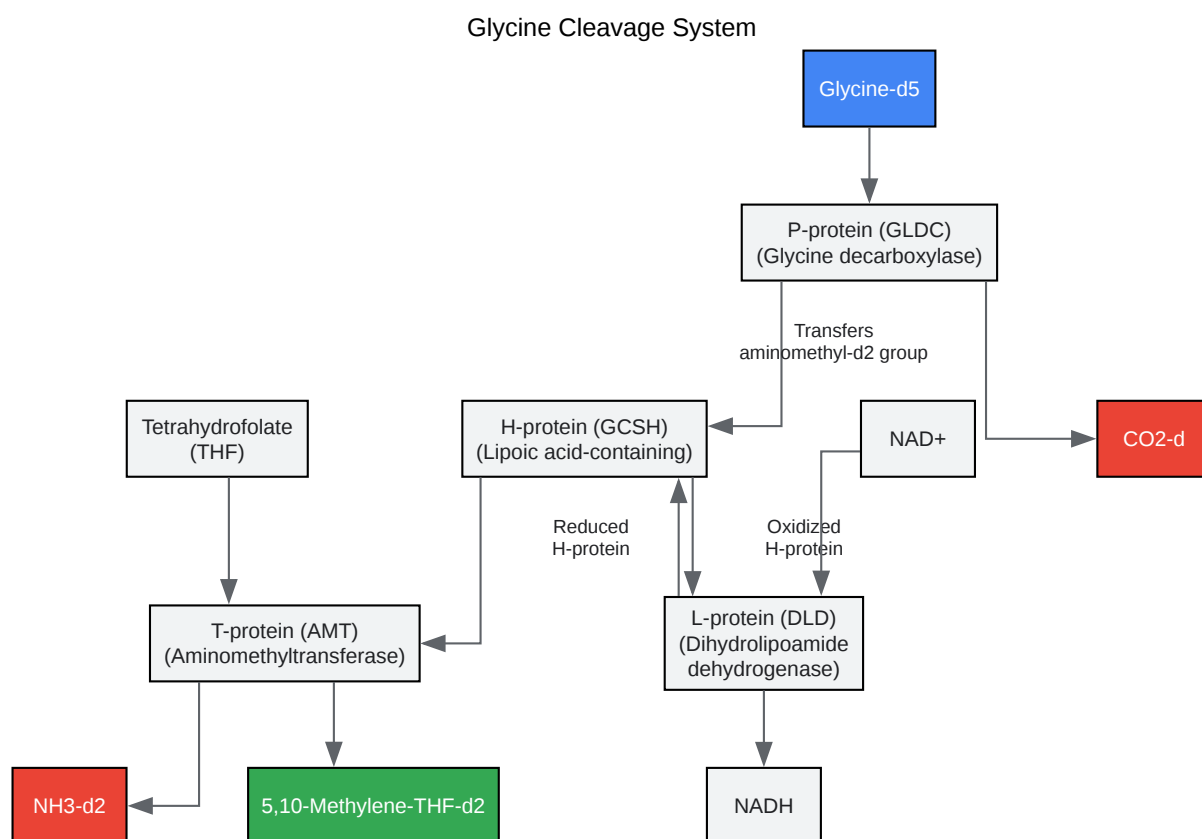 Glycine Cleavage System
Glycine-d5
P-protein (GLDC)
(Glycine decarboxylase)
Transfers
aminomethyl-d2 group
Tetrahydrofolate
(THF)
H-protein (GCSH)
(Lipoic acid-containing)
NAD+
CO2-d
Reduced
H-protein
Oxidized
H-protein
T-protein (AMT)
(Aminomethyltransferase)
L-protein (DLD)
(Dihydrolipoamide
dehydrogenase)
NH3-d2
5,10-Methylene-THF-d2
NADH